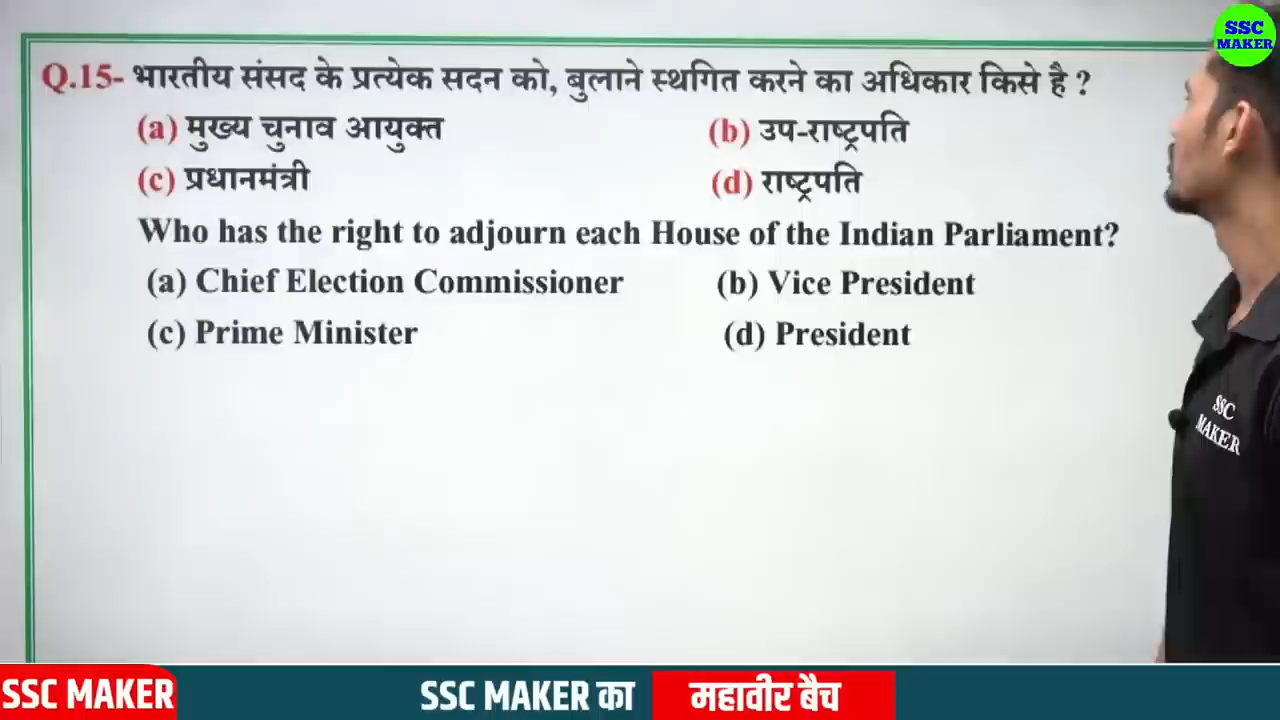 SSC
MAKER
Q.15- भारतीय संसद के प्रत्येक सदन को, बुलाने स्थगित करने का अधिकार किसे है ?
(a) मुख्य चुनाव आयुक्त (b) उप-राष्ट्रपति
(c) प्रधानमंत्री (d) राष्ट्रपति
Who has the right to adjourn each House of the Indian Parliament?
(a) Chief Election Commissioner (b) Vice President
(c) Prime Minister (d) President
SSC
MAKER
SSC MAKER SSC MAKER का महावीर बैच